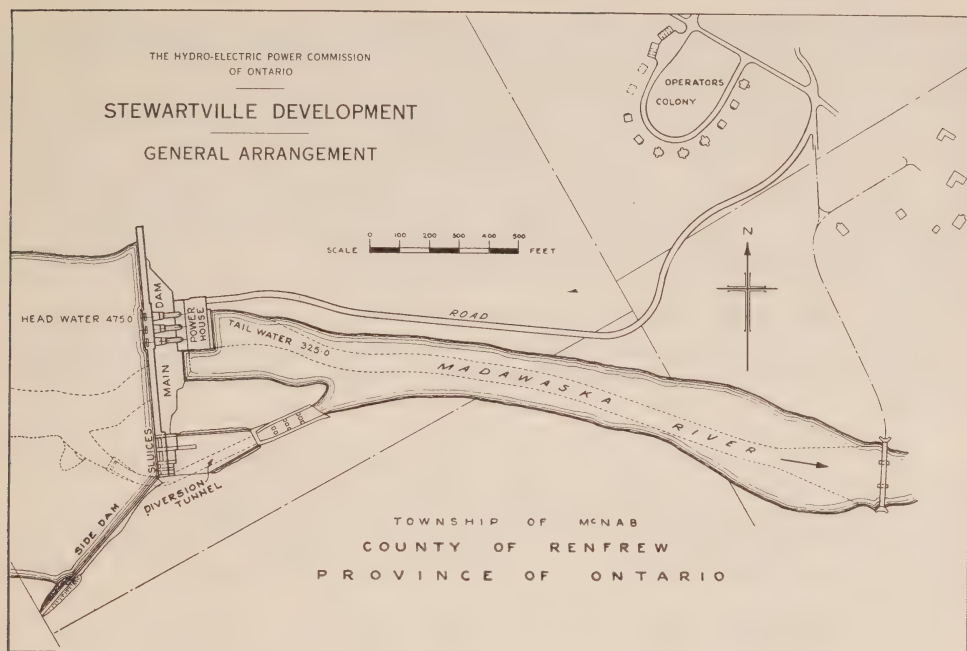 THE HYDRO-ELECTRIC POWER COMMISSION
OF ONTARIO
STEWARTVILLE DEVELOPMENT
GENERAL ARRANGEMENT
OPERATORS
COLONY
0 100 200 300 400 500
SCALE FEET
N
HEAD WATER 475.0
MAIN DAM
POWER
HOUSE
ROAD
TAIL WATER 325.0
MADAWASKA RIVER
SLUICES
DIVERSION
TUNNEL
SIDE DAM
TOWNSHIP OF McNAB
COUNTY OF RENFREW
PROVINCE OF ONTARIO